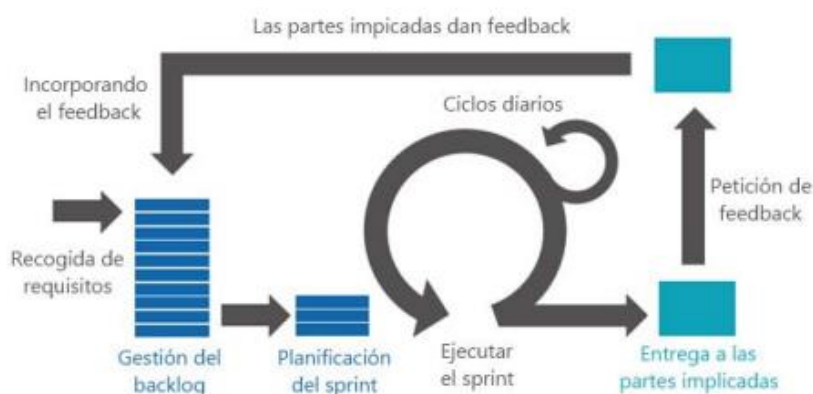 Las partes impicadas dan feedback
Incorporando
el feedback
Ciclos diarios
Petición de
feedback
Recogida de
requisitos
Gestión del
backlog
Planificación
del sprint
Ejecutar
el sprint
Entrega a las
partes implicadas